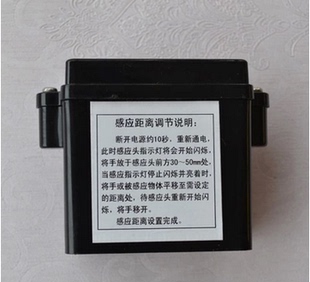 感应距离调节说明：
断开电源约10秒，重新通电，
此时感应头指示灯将会开始闪烁，
将手放于感应头前方30～50mm处，
当感应指示灯停止闪烁并亮着时，
将手或被感应物体平移至需设定
的距离处，待感应头重新开始闪
烁，将手移开。
感应距离设置完成。